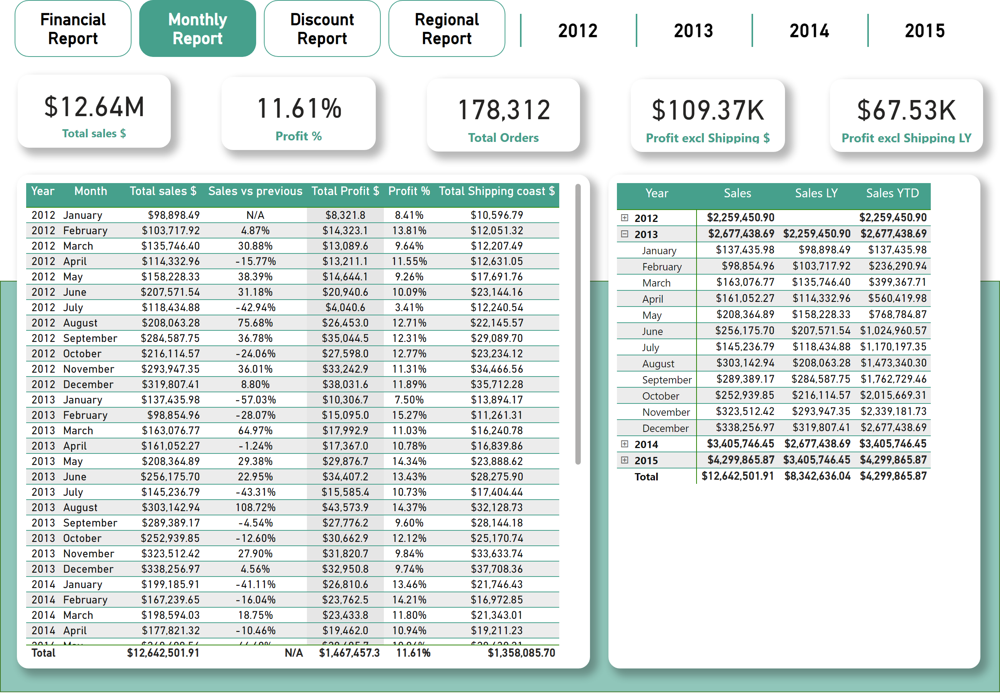 Financial Report
Monthly Report
Discount Report
Regional Report
2012
2013
2014
2015
$12.64M
Total sales $
11.61%
Profit %
178,312
Total Orders
$109.37K
Profit excl Shipping $
$67.53K
Profit excl Shipping LY
Year Month Total sales $ Sales vs previous Total Profit $ Profit % Total Shipping coast $
2012 January $98,898.49 N/A $8,321.8 8.41% $10,596.79
2012 February $103,717.92 4.87% $14,323.1 13.81% $12,051.32
2012 March $135,746.40 30.88% $13,089.6 9.64% $12,207.49
2012 April $114,332.96 -15.77% $13,211.1 11.55% $12,631.05
2012 May $158,228.33 38.39% $14,644.1 9.26% $17,691.76
2012 June $207,571.54 31.18% $20,940.6 10.09% $23,144.16
2012 July $118,434.88 -42.94% $4,040.6 3.41% $12,240.54
2012 August $208,063.28 75.68% $26,453.0 12.71% $22,145.57
2012 September $284,587.75 36.78% $35,044.5 12.31% $29,089.70
2012 October $216,114.57 -24.06% $27,598.0 12.77% $23,234.12
2012 November $293,947.35 36.01% $33,242.9 11.31% $34,466.56
2012 December $319,807.41 8.80% $38,031.6 11.89% $35,712.28
2013 January $137,435.98 -57.03% $10,306.7 7.50% $13,894.17
2013 February $98,854.96 -28.07% $15,095.0 15.27% $11,261.31
2013 March $163,076.77 64.97% $17,992.9 11.03% $16,240.78
2013 April $161,052.27 -1.24% $17,367.0 10.78% $16,839.86
2013 May $208,364.89 29.38% $29,876.7 14.34% $23,888.62
2013 June $256,175.70 22.95% $34,407.2 13.43% $28,275.90
2013 July $145,236.79 -43.31% $15,585.4 10.73% $17,404.44
2013 August $303,142.94 108.72% $43,573.9 14.37% $32,128.73
2013 September $289,389.17 -4.54% $27,776.2 9.60% $28,144.18
2013 October $252,939.85 -12.60% $30,662.9 12.12% $25,170.74
2013 November $323,512.42 27.90% $31,820.7 9.84% $33,633.74
2013 December $338,256.97 4.56% $32,950.8 9.74% $37,708.36
2014 January $199,185.91 -41.11% $26,810.6 13.46% $21,746.43
2014 February $167,239.65 -16.04% $23,762.5 14.21% $16,972.85
2014 March $198,594.03 18.75% $23,433.8 11.80% $21,343.01
2014 April $177,821.32 -10.46% $19,462.0 10.94% $19,211.23
2014 May
Total $12,642,501.91 N/A $1,467,457.3 11.61% $1,358,085.70
Year Sales Sales LY Sales YTD
2012 $2,259,450.90 $2,259,450.90
2013 $2,677,438.69 $2,259,450.90 $2,677,438.69
January $137,435.98 $98,898.49 $137,435.98
February $98,854.96 $103,717.92 $236,290.94
March $163,076.77 $135,746.40 $399,367.71
April $161,052.27 $114,332.96 $560,419.98
May $208,364.89 $158,228.33 $768,784.87
June $256,175.70 $207,571.54 $1,024,960.57
July $145,236.79 $118,434.88 $1,170,197.35
August $303,142.94 $208,063.28 $1,473,340.30
September $289,389.17 $284,587.75 $1,762,729.46
October $252,939.85 $216,114.57 $2,015,669.31
November $323,512.42 $293,947.35 $2,339,181.73
December $338,256.97 $319,807.41 $2,677,438.69
2014 $3,405,746.45 $2,677,438.69 $3,405,746.45
2015 $4,299,865.87 $3,405,746.45 $4,299,865.87
Total $12,642,501.91 $8,342,636.04 $4,299,865.87